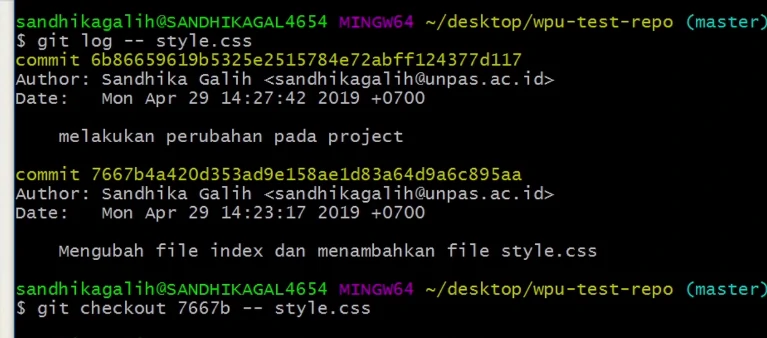 sandhikagalih@SANDHIKAGAL4654 MINGW64 ~/desktop/wpu-test-repo (master)
$ git log -- style.css
commit 6b86659619b5325e2515784e72abff124377d117
Author: Sandhika Galih <sandhikagalih@unpas.ac.id>
Date:   Mon Apr 29 14:27:42 2019 +0700
    melakukan perubahan pada project
commit 7667b4a420d353ad9e158ae1d83a64d9a6c895aa
Author: Sandhika Galih <sandhikagalih@unpas.ac.id>
Date:   Mon Apr 29 14:23:17 2019 +0700
    Mengubah file index dan menambahkan file style.css
sandhikagalih@SANDHIKAGAL4654 MINGW64 ~/desktop/wpu-test-repo (master)
$ git checkout 7667b -- style.css